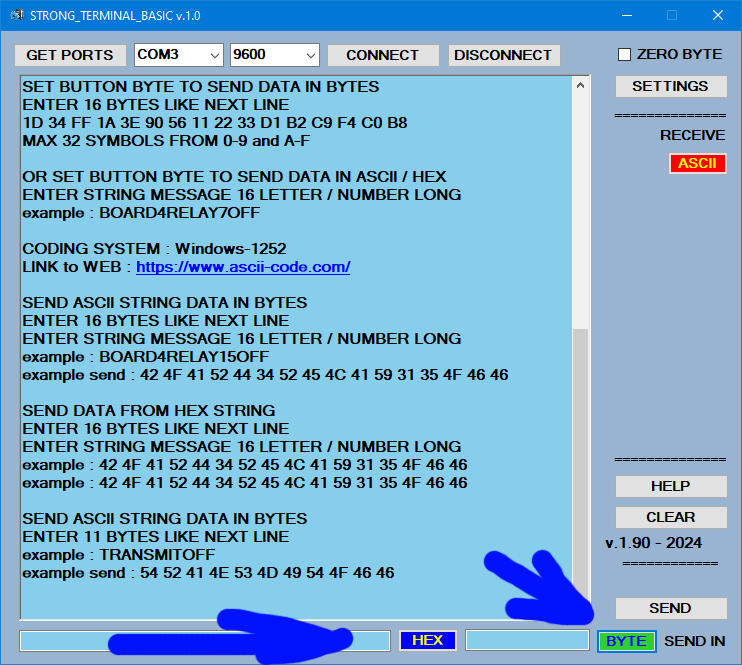 STRONG_TERMINAL_BASIC v.1.0
GET PORTS COM3 9600 CONNECT DISCONNECT ZERO BYTE
SETTINGS
==============
RECEIVE
ASCII
SET BUTTON BYTE TO SEND DATA IN BYTES
ENTER 16 BYTES LIKE NEXT LINE
1D 34 FF 1A 3E 90 56 11 22 33 D1 B2 C9 F4 C0 B8
MAX 32 SYMBOLS FROM 0-9 and A-F
OR SET BUTTON BYTE TO SEND DATA IN ASCII / HEX
ENTER STRING MESSAGE 16 LETTER / NUMBER LONG
example : BOARD4RELAY7OFF
CODING SYSTEM : Windows-1252
LINK to WEB : https://www.ascii-code.com/
SEND ASCII STRING DATA IN BYTES
ENTER 16 BYTES LIKE NEXT LINE
ENTER STRING MESSAGE 16 LETTER / NUMBER LONG
example : BOARD4RELAY15OFF
example send : 42 4F 41 52 44 34 52 45 4C 41 59 31 35 4F 46 46
SEND DATA FROM HEX STRING
ENTER 16 BYTES LIKE NEXT LINE
ENTER STRING MESSAGE 16 LETTER / NUMBER LONG
example : 42 4F 41 52 44 34 52 45 4C 41 59 31 35 4F 46 46
example : 42 4F 41 52 44 34 52 45 4C 41 59 31 35 4F 46 46
SEND ASCII STRING DATA IN BYTES
ENTER 11 BYTES LIKE NEXT LINE
example : TRANSMITOFF
example send : 54 52 41 4E 53 4D 49 54 4F 46 46
==============
HELP
CLEAR
v.1.90 - 2024
============
SEND
HEX BYTE SEND IN